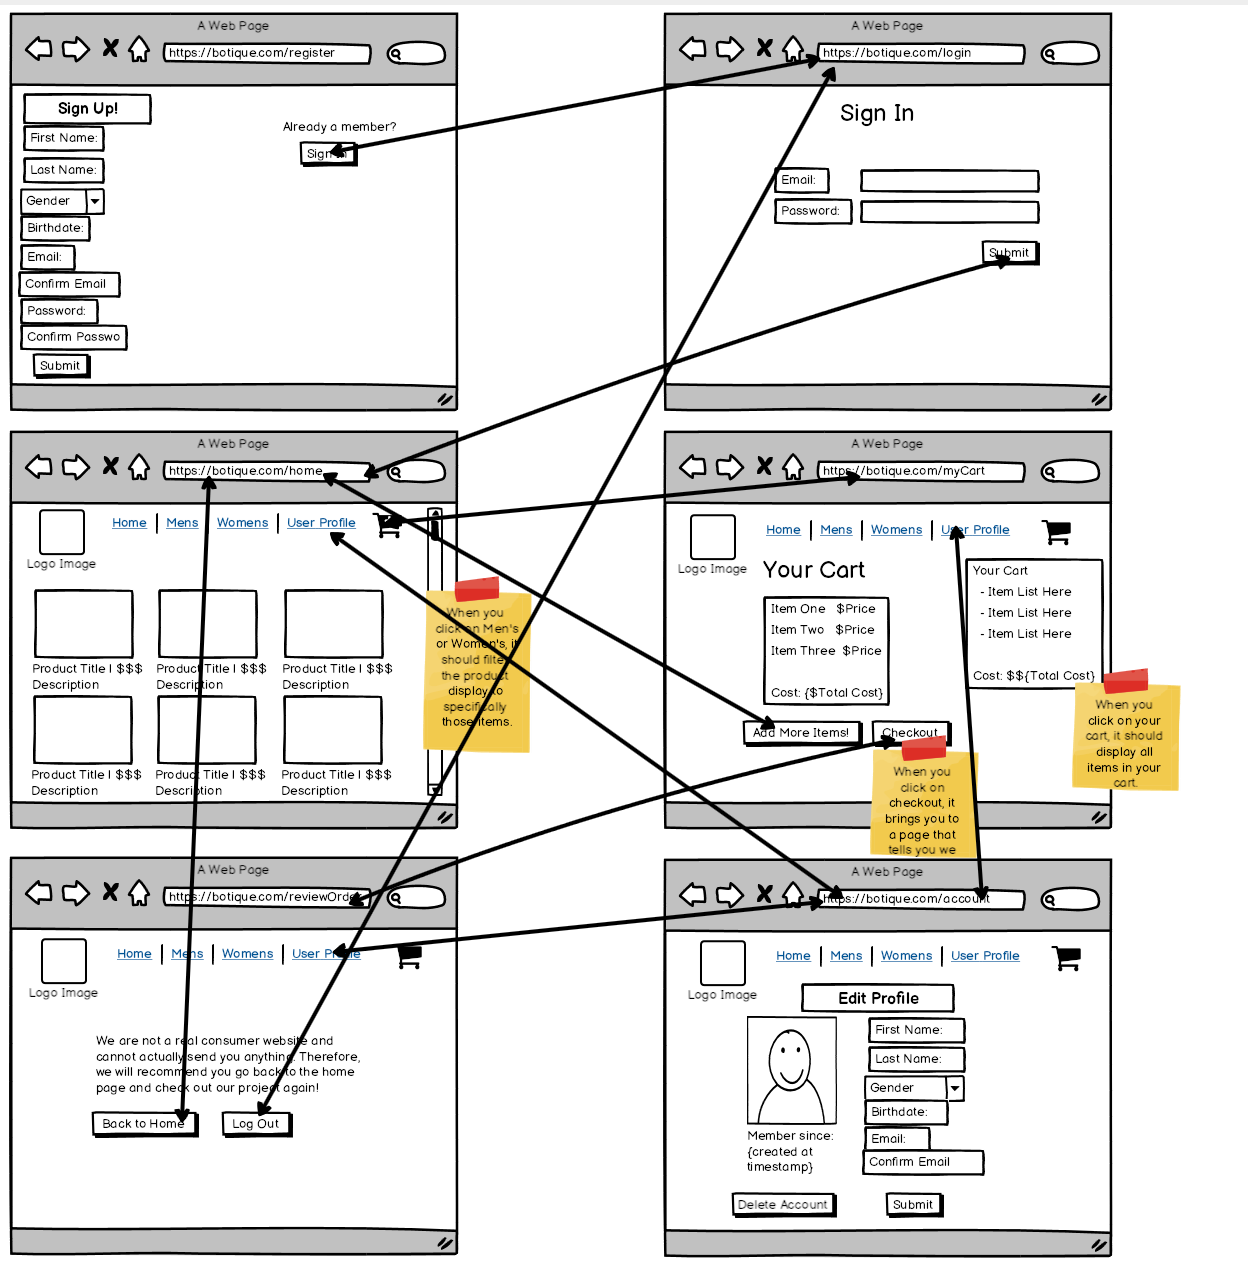 A Web Page
https://botique.com/register
Sign Up!
First Name:
Last Name:
Gender
Birthdate:
Email:
Confirm Email
Password:
Confirm Passwo
Submit
Already a member?
Sign In
A Web Page
https://botique.com/login
Sign In
Email:
Password:
Submit
A Web Page
https://botique.com/home
Logo Image
Home
Mens
Womens
User Profile
Product Title | $$$
Description
Product Title | $$$
Description
Product Title | $$$
Description
Product Title | $$$
Description
Product Title | $$$
Description
Product Title | $$$
Description
When you
click on Men's
or Women's, it
should filter
the product
display to
specifically
those items.
A Web Page
https://botique.com/myCart
Logo Image
Home
Mens
Womens
User Profile
Your Cart
Item One $Price
Item Two $Price
Item Three $Price
Cost: {$Total Cost}
Add More Items!
Checkout
Your Cart
- Item List Here
- Item List Here
- Item List Here
Cost: $${Total Cost}
When you
click on your
cart, it should
display all
items in your
cart.
When you
click on
checkout, it
brings you to
a page that
tells you we
A Web Page
https://botique.com/reviewOrder
Logo Image
Home
Mens
Womens
User Profile
We are not a real consumer website and
cannot actually send you anything. Therefore,
we will recommend you go back to the home
page and check out our project again!
Back to Home
Log Out
A Web Page
https://botique.com/account
Logo Image
Home
Mens
Womens
User Profile
Edit Profile
Member since:
{created at
timestamp}
First Name:
Last Name:
Gender
Birthdate:
Email:
Confirm Email
Delete Account
Submit